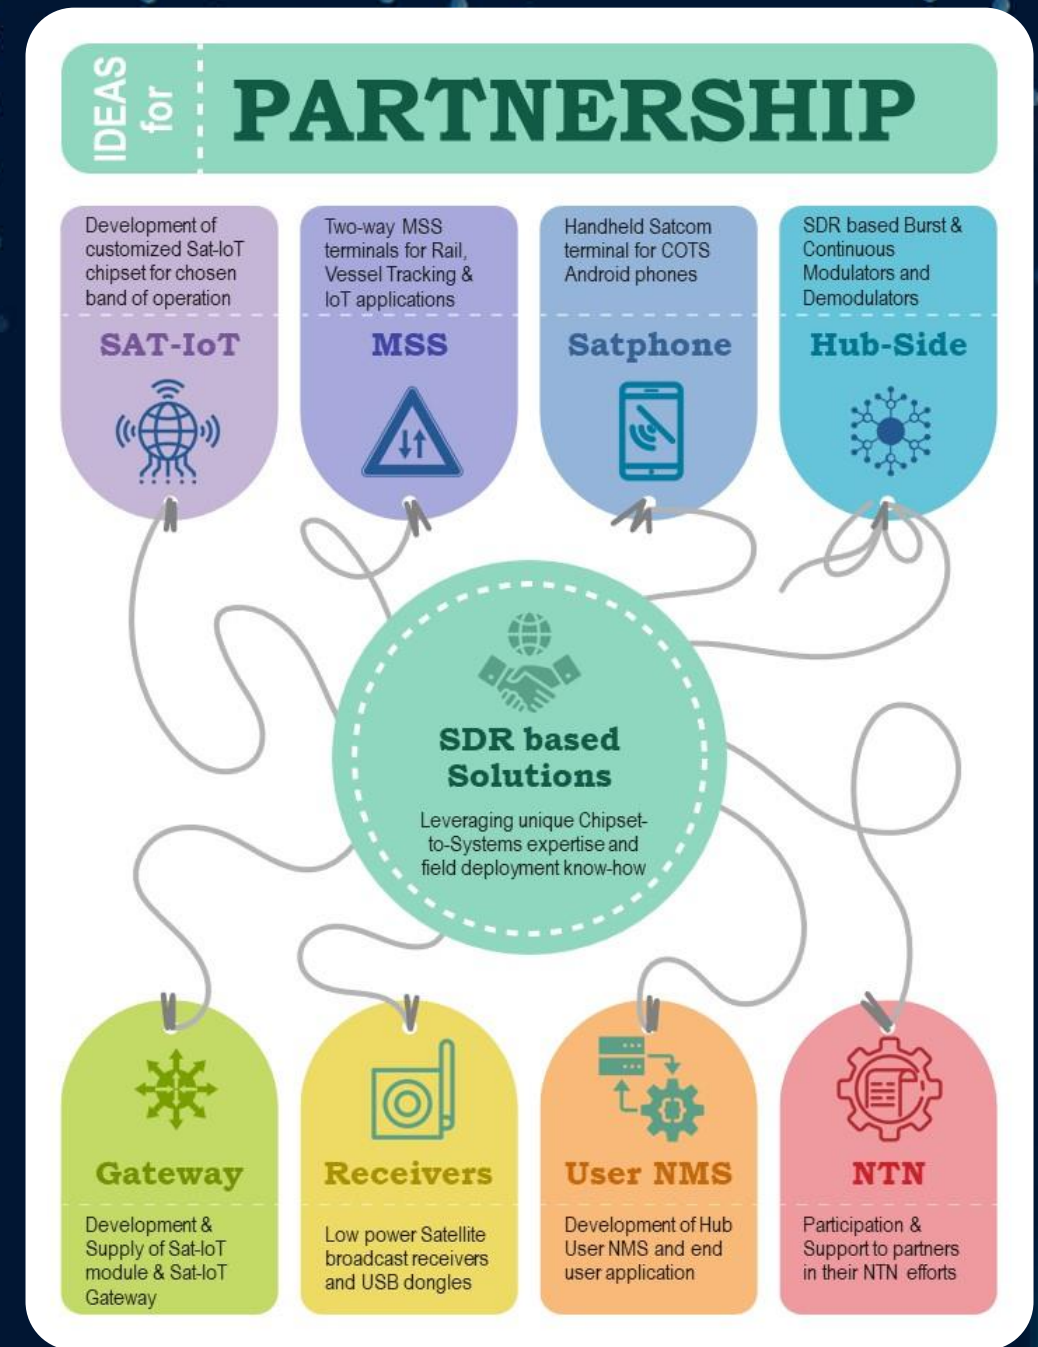 IDEAS
for
PARTNERSHIP
Development of
customized Sat-IoT
chipset for chosen
band of operation
SAT-IoT
Two-way MSS
terminals for Rail,
Vessel Tracking &
IoT applications
MSS
Handheld Satcom
terminal for COTS
Android phones
Satphone
SDR based Burst &
Continuous
Modulators and
Demodulators
Hub-Side
SDR based
Solutions
Leveraging unique Chipset-
to-Systems expertise and
field deployment know-how
Gateway
Development &
Supply of Sat-IoT
module & Sat-IoT
Gateway
Receivers
Low power Satellite
broadcast receivers
and USB dongles
User NMS
Development of Hub
User NMS and end
user application
NTN
Participation &
Support to partners
in their NTN efforts